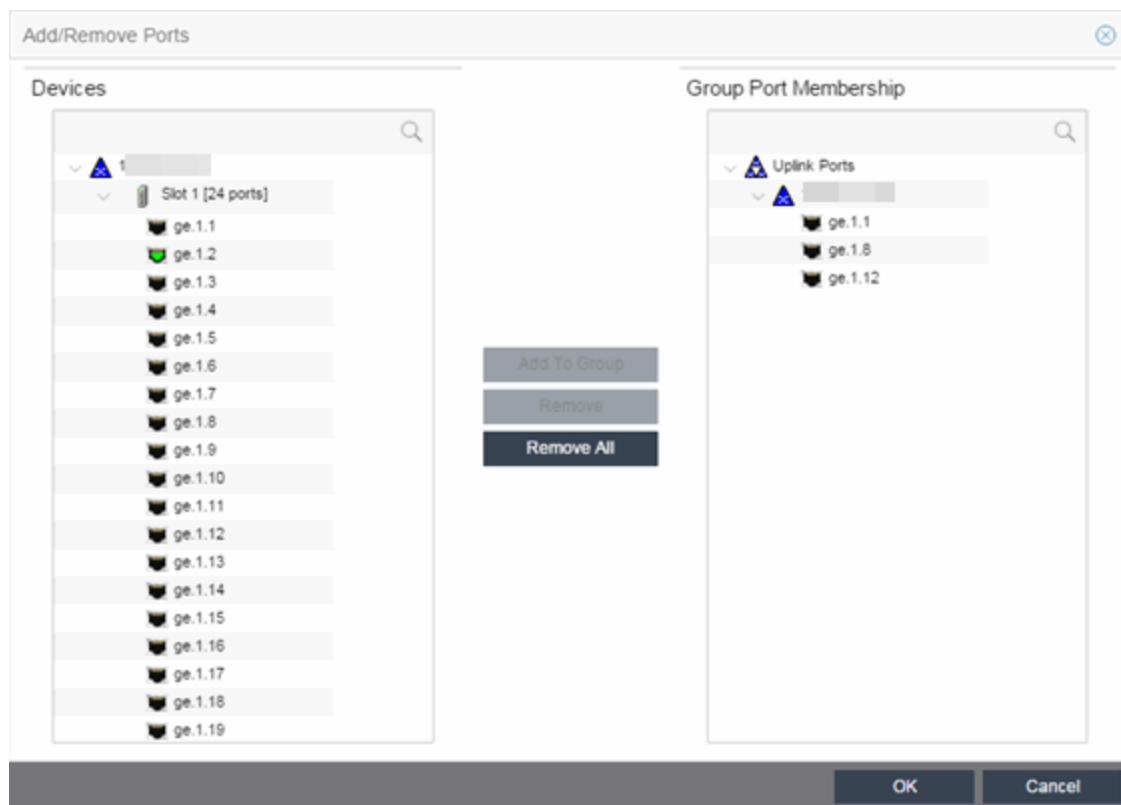 Add/Remove Ports
Devices
Slot 1 [24 ports]
ge.1.1
ge.1.2
ge.1.3
ge.1.4
ge.1.5
ge.1.6
ge.1.7
ge.1.8
ge.1.9
ge.1.10
ge.1.11
ge.1.12
ge.1.13
ge.1.14
ge.1.15
ge.1.16
ge.1.17
ge.1.18
ge.1.19
Add To Group
Remove
Remove All
Group Port Membership
Uplink Ports
ge.1.1
ge.1.8
ge.1.12
OK
Cancel